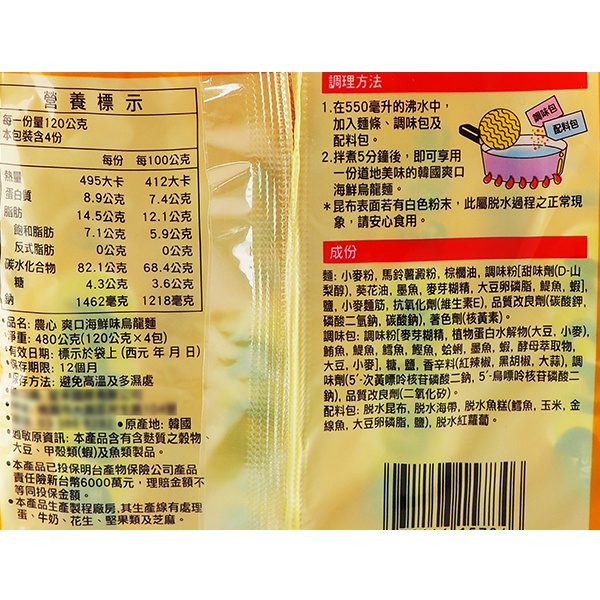 營養標示
每一份量120公克
本包裝含4份
每份 每100公克
熱量 495大卡 412大卡
蛋白質 8.9公克 7.4公克
脂肪 14.5公克 12.1公克
飽和脂肪 7.1公克 5.9公克
反式脂肪 0公克 0公克
碳水化合物 82.1公克 68.4公克
糖 4.3公克 3.6公克
鈉 1462毫克 1218毫克
•品名: 農心 爽口海鮮味烏龍麵
•淨重: 480公克(120公克×4包)
•有效日期: 標示於袋上 (西元 年 月 日)
•保存期限: 12個月
•保存方法: 避免高溫及多濕處
•原產地: 韓國
過敏原資訊: 本產品含有含麩質之穀物、
大豆、甲殼類(蝦)及魚類製品。
•本產品已投保明台產物保險公司產品
責任險新台幣6000萬元，理賠金額不
等同投保金額。
•本產品生產製程廠房,其生產線有處理
蛋、牛奶、花生、堅果類及芝麻。
調理方法
1.在550毫升的沸水中，
加入麵條、調味包及
配料包。
2.拌煮5分鐘後，即可享用
一份道地美味的韓國爽口
海鮮烏龍麵。
＊昆布表面若有白色粉末，此屬脫水過程之正常現
象，請安心食用。
調味包
配料包
成份
麵: 小麥粉, 馬鈴薯澱粉, 棕櫚油, 調味粉[甜味劑(D-山
梨醇), 葵花油, 墨魚, 麥芽糊精, 大豆卵磷脂, 鯷魚, 蝦],
鹽, 小麥麵筋, 抗氧化劑(維生素E), 品質改良劑(碳酸鉀,
磷酸二氫鈉, 碳酸鈉), 著色劑(核黃素)。
調味包: 調味粉[麥芽糊精, 植物蛋白水解物(大豆, 小麥),
鮪魚, 鯷魚, 鱈魚, 鰹魚, 蛤蜊, 墨魚, 蝦, 酵母萃取物,
大豆, 小麥], 糖, 鹽, 香辛料(紅辣椒, 黑胡椒, 大蒜), 調
味劑(5'-次黃嘌呤核苷磷酸二鈉, 5'-鳥嘌呤核苷磷酸二
鈉), 品質改良劑(二氧化矽)。
配料包: 脫水昆布, 脫水海帶, 脫水魚糕(鱈魚, 玉米, 金
線魚, 大豆卵磷脂, 鹽), 脫水紅蘿蔔。